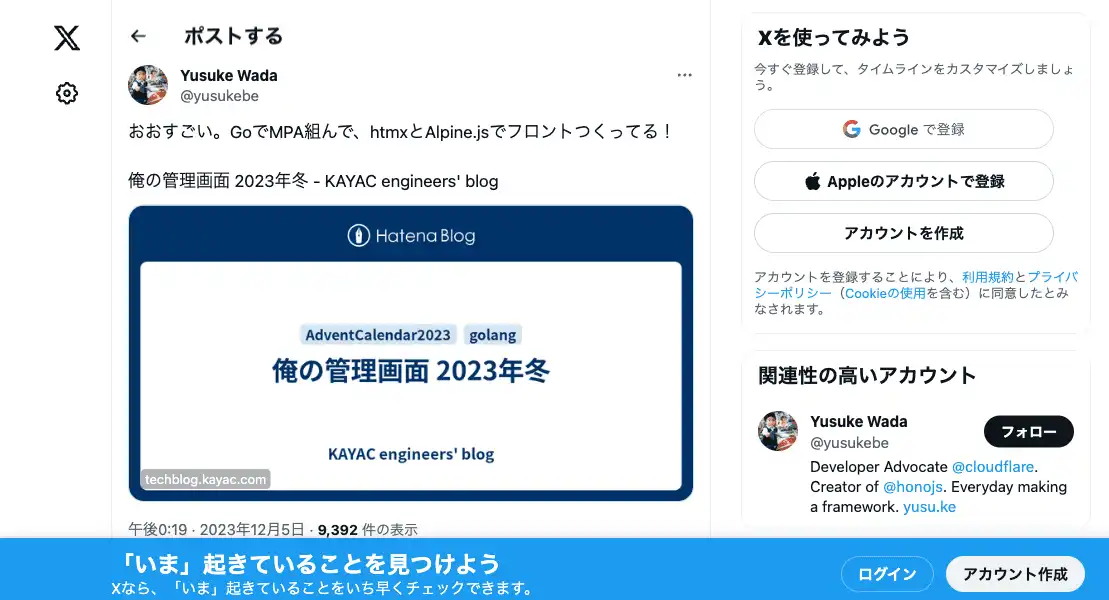 ポストする
Yusuke Wada
@yusukebe
おおすごい。GoでMPA組んで、htmxとAlpine.jsでフロントつくってる！
俺の管理画面 2023年冬 - KAYAC engineers' blog
Hatena Blog
AdventCalendar2023 golang
俺の管理画面 2023年冬
KAYAC engineers' blog
techblog.kayac.com
午後0:19 · 2023年12月5日 · 9,392 件の表示
Xを使ってみよう
今すぐ登録して、タイムラインをカスタマイズしましょ
う。
Google で登録
Appleのアカウントで登録
アカウントを作成
アカウントを登録することにより、利用規約とプライバ
シーポリシー（Cookieの使用を含む）に同意したとみ
なされます。
関連性の高いアカウント
Yusuke Wada
@yusukebe
フォロー
Developer Advocate @cloudflare.
Creator of @honojs. Everyday making
a framework. yusu.ke
「いま」起きていることを見つけよう
Xなら、「いま」起きていることをいち早くチェックできます。
ログイン
アカウント作成